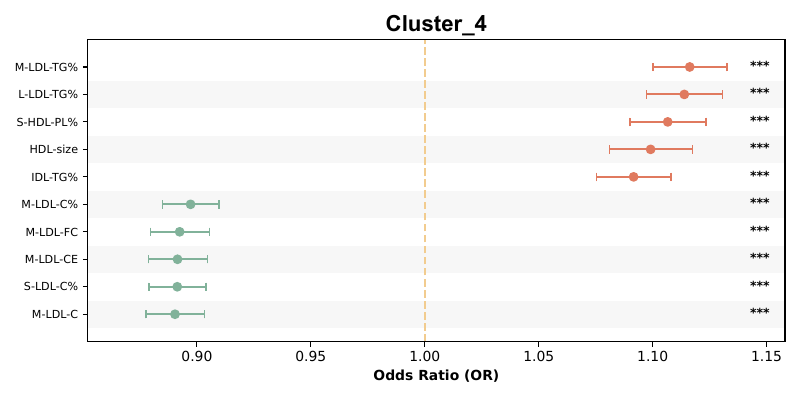 Cluster_4
M-LDL-TG% ***
L-LDL-TG% ***
S-HDL-PL% ***
HDL-size ***
IDL-TG% ***
M-LDL-C% ***
M-LDL-FC ***
M-LDL-CE ***
S-LDL-C% ***
M-LDL-C ***
0.90 0.95 1.00 1.05 1.10 1.15
Odds Ratio (OR)